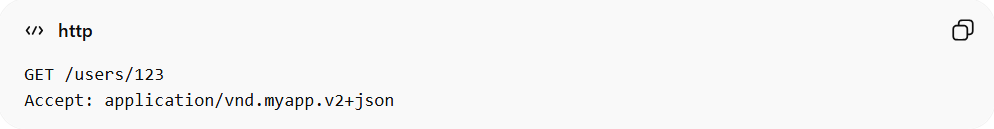 http
GET /users/123
Accept: application/vnd.myapp.v2+json